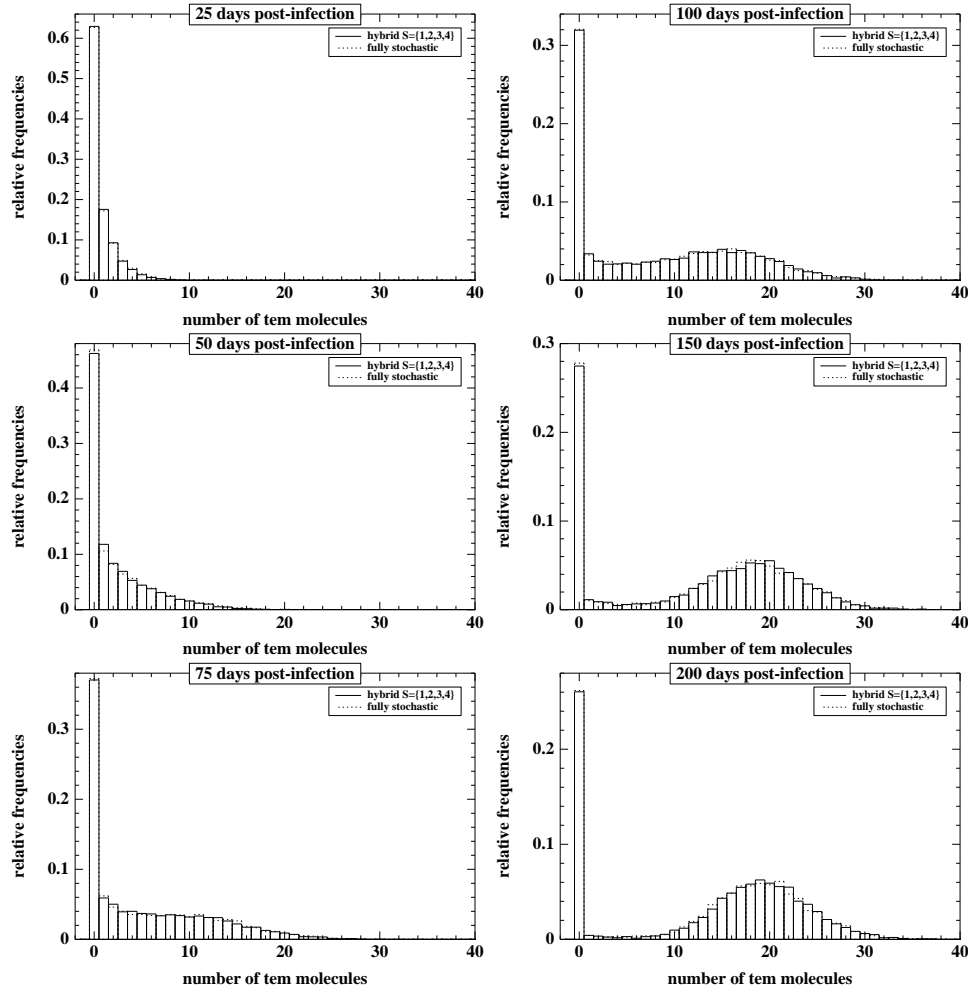 25 days post-infection
hybrid S={1,2,3,4}
fully stochastic
relative frequencies
0.6
0.5
0.4
0.3
0.2
0.1
0
0 10 20 30 40
number of tem molecules
100 days post-infection
hybrid S={1,2,3,4}
fully stochastic
relative frequencies
0.3
0.2
0.1
0
0 10 20 30 40
number of tem molecules
50 days post-infection
hybrid S={1,2,3,4}
fully stochastic
relative frequencies
0.4
0.3
0.2
0.1
0
0 10 20 30 40
number of tem molecules
150 days post-infection
hybrid S={1,2,3,4}
fully stochastic
relative frequencies
0.3
0.2
0.1
0
0 10 20 30 40
number of tem molecules
75 days post-infection
hybrid S={1,2,3,4}
fully stochastic
relative frequencies
0.3
0.2
0.1
0
0 10 20 30 40
number of tem molecules
200 days post-infection
hybrid S={1,2,3,4}
fully stochastic
relative frequencies
0.2
0.1
0
0 10 20 30 40
number of tem molecules